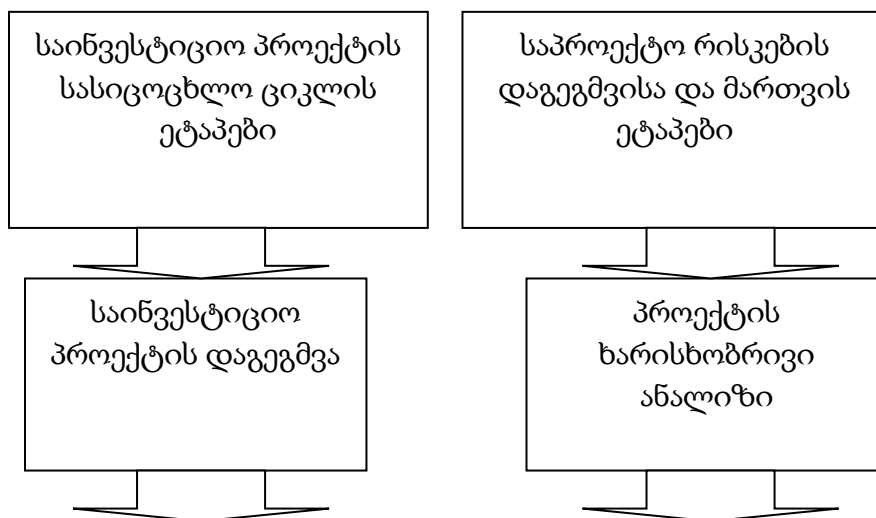 საინვესტიციო პროექტის
სასიცოცხლო ციკლის
ეტაპები
საპროექტო რისკების
დაგეგმვისა და მართვის
ეტაპები
საინვესტიციო
პროექტის დაგეგმვა
პროექტის
ხარისხობრივი
ანალიზი